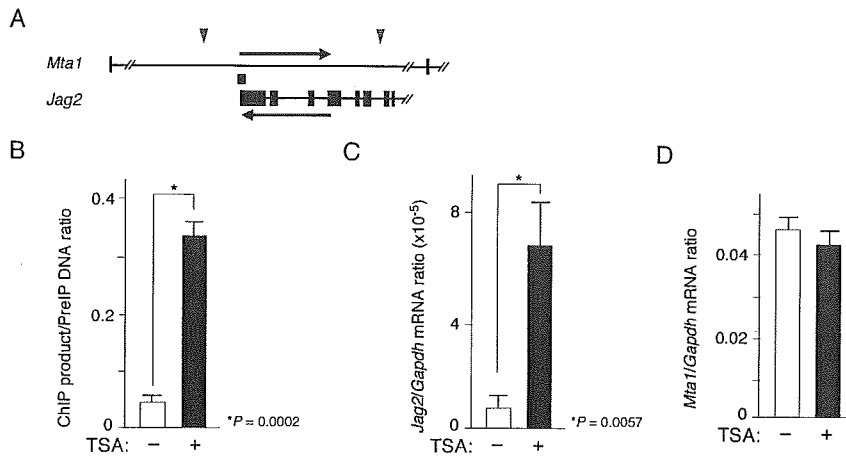 A
Mta1
Jag2
B
ChIP product/PreIP DNA ratio
0.4
0.2
0
*
*P = 0.0002
TSA: − +
C
Jag2/Gapdh mRNA ratio (x10-5)
8
4
0
*
*P = 0.0057
TSA: − +
D
Mta1/Gapdh mRNA ratio
0.04
0.02
0
TSA: − +